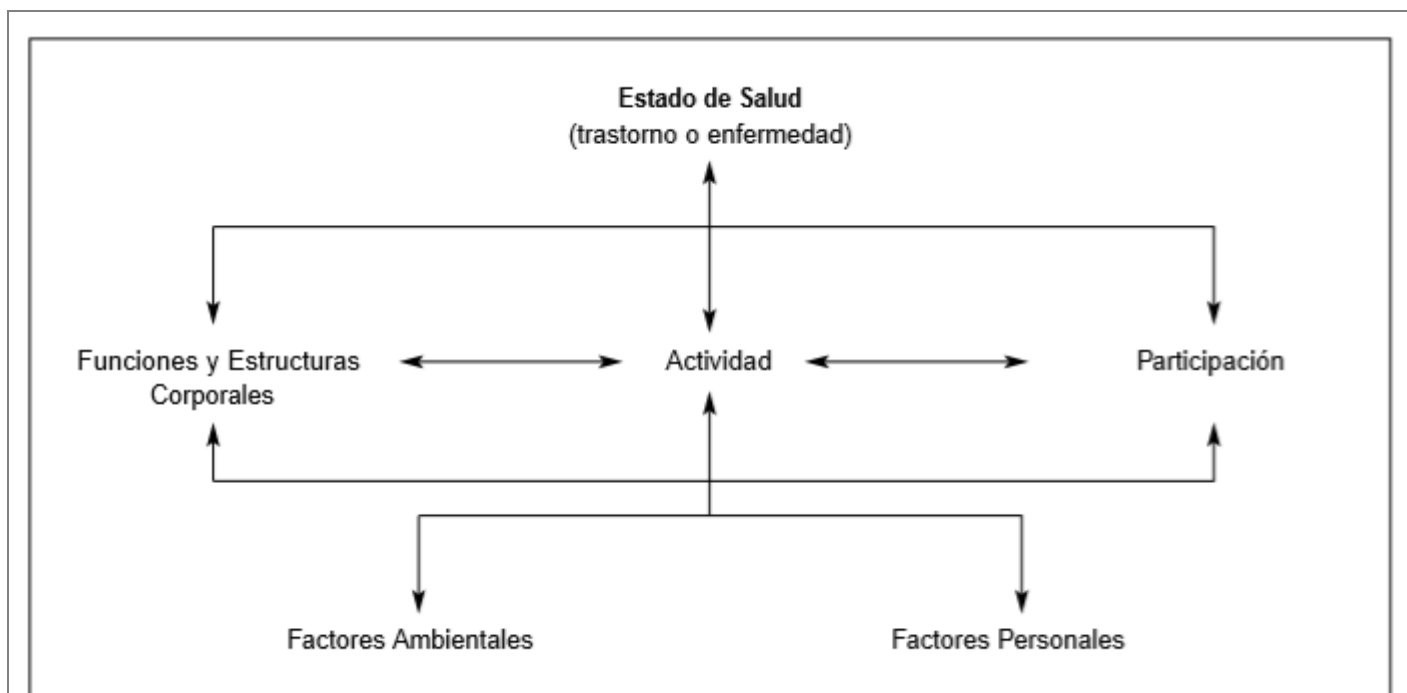 Estado de Salud
(trastorno o enfermedad)
Funciones y Estructuras
Corporales
Actividad
Participación
Factores Ambientales
Factores Personales